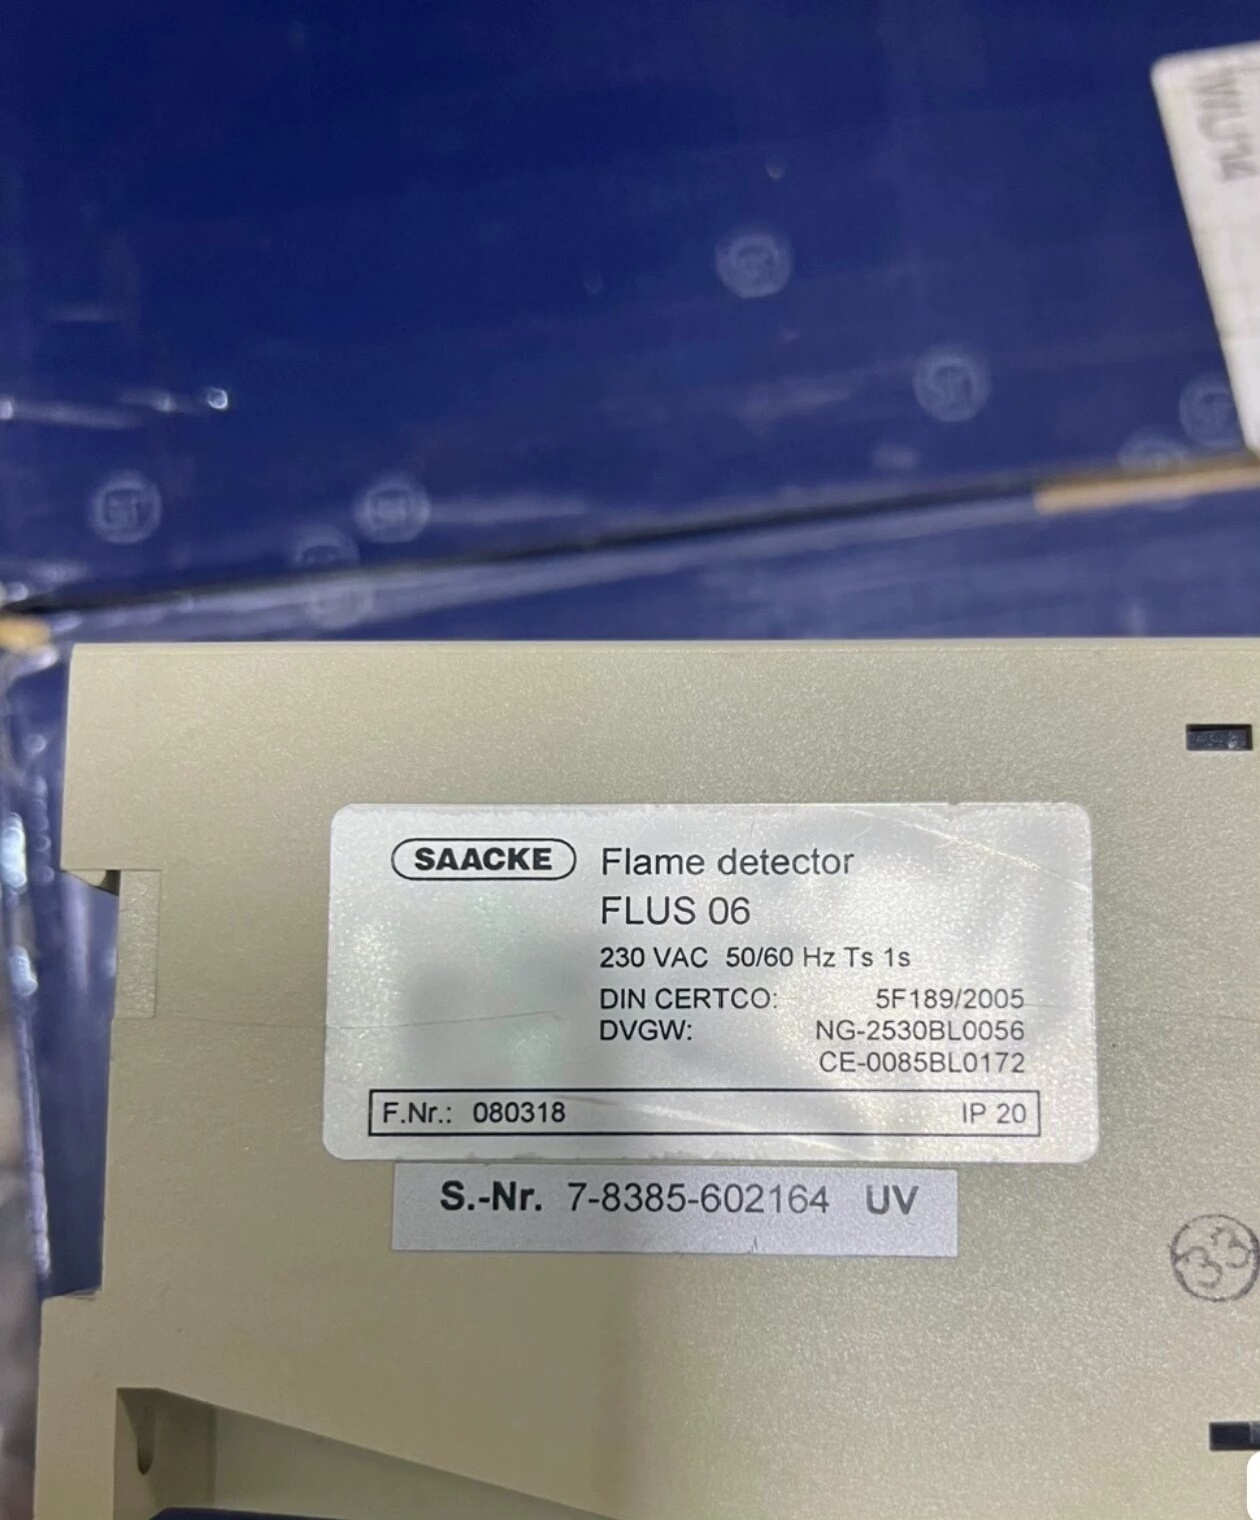 SAACKE Flame detector
FLUS 06
230 VAC 50/60 Hz Ts 1s
DIN CERTCO: 5F189/2005
DVGW: NG-2530BL0056
CE-0085BL0172
F.Nr.: 080318 IP 20
S.-Nr. 7-8385-602164 UV
33